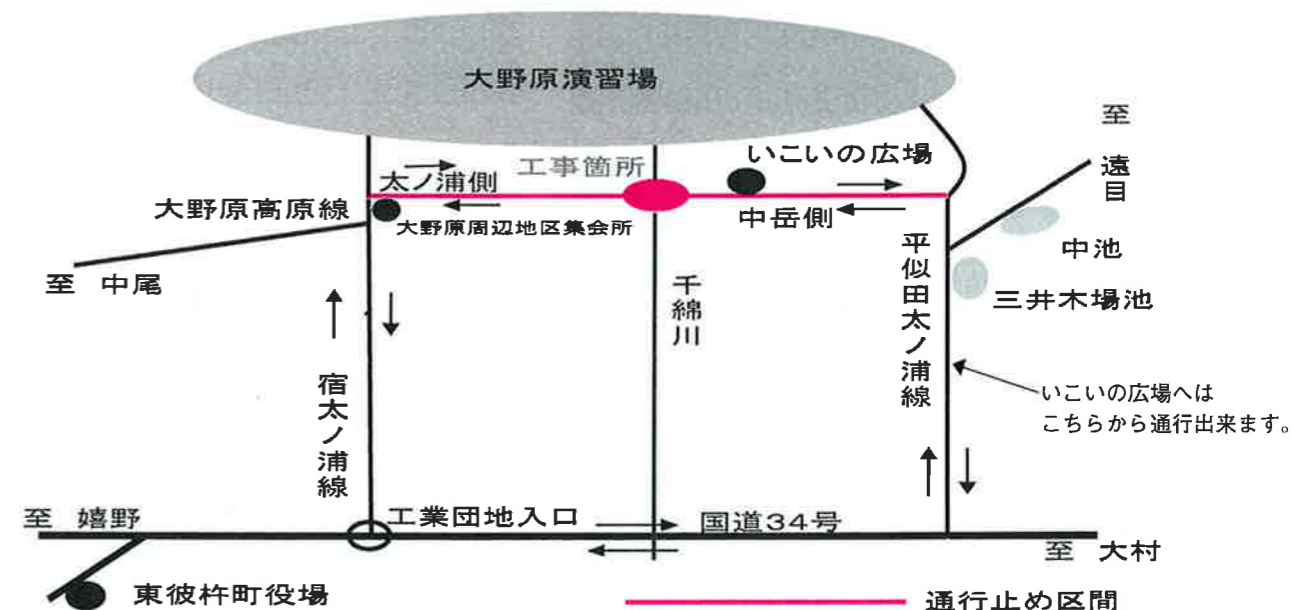 大野原演習場
至
遠目
いこいの広場
工事箇所
太ノ浦側
中岳側
大野原高原線
大野原周辺地区集会所
中池
至 中尾
三井木場池
千綿川
平似田太ノ浦線
宿太ノ浦線
いこいの広場へは
こちらから通行出来ます。
至 嬉野
工業団地入口
国道34号
至 大村
東彼杵町役場
通行止め区間